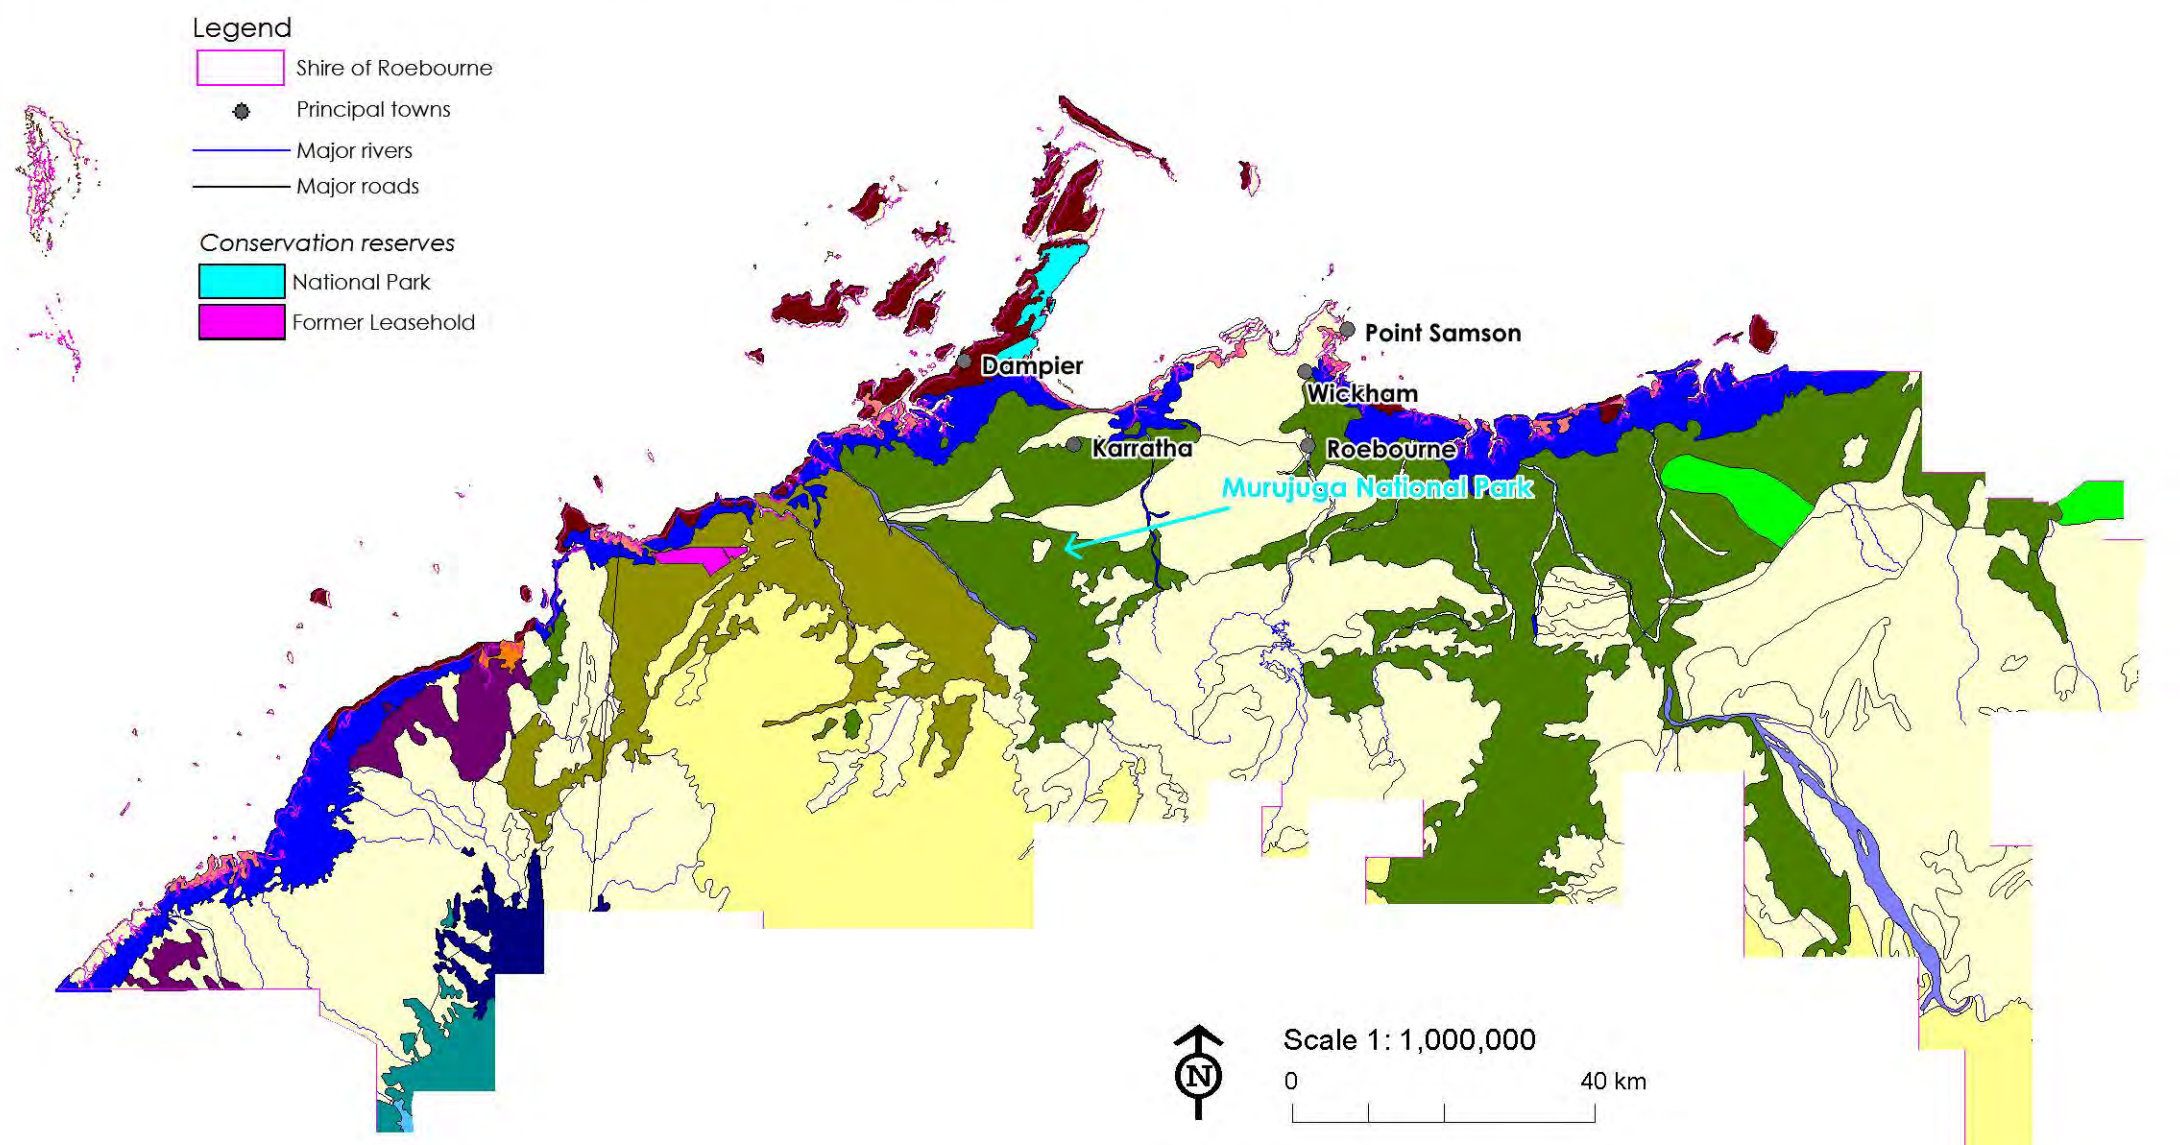 Legend
Shire of Roebourne
Principal towns
Major rivers
Major roads
Conservation reserves
National Park
Former Leasehold
Point Samson
Dampier
Wickham
Karratha
Roebourne
Murujuga National Park
N
Scale 1: 1,000,000
0
40 km